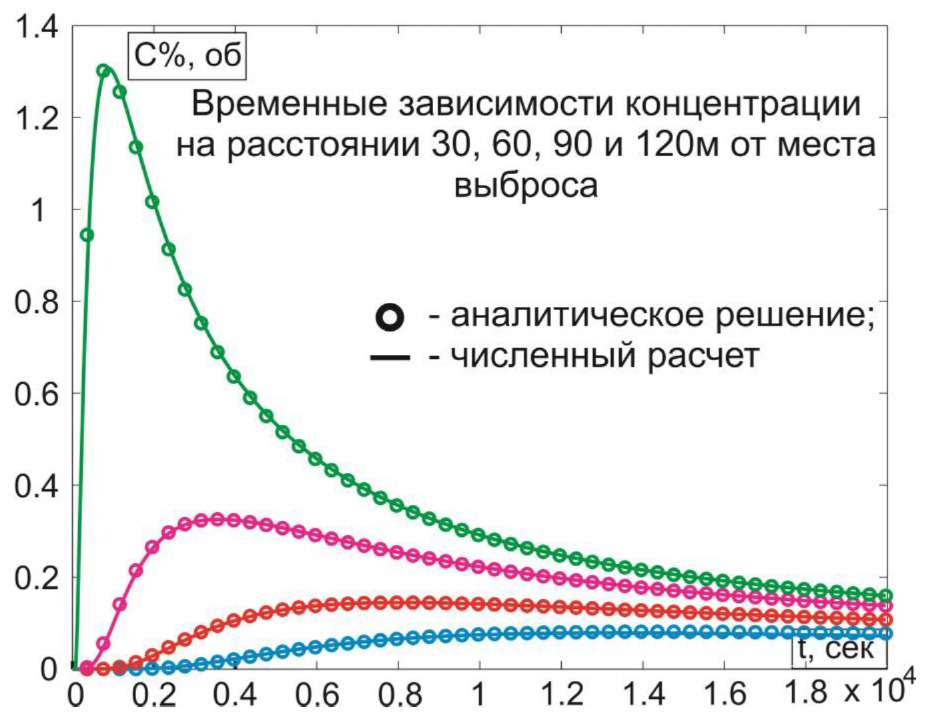 1.4
C%, об
Временные зависимости концентрации
на расстоянии 30, 60, 90 и 120м от места
выброса
1.2
1
0.8
- аналитическое решение;
- численный расчет
0.6
0.4
0.2
0
t, сек
0 0.2 0.4 0.6 0.8 1 1.2 1.4 1.6 1.8 x 10⁴